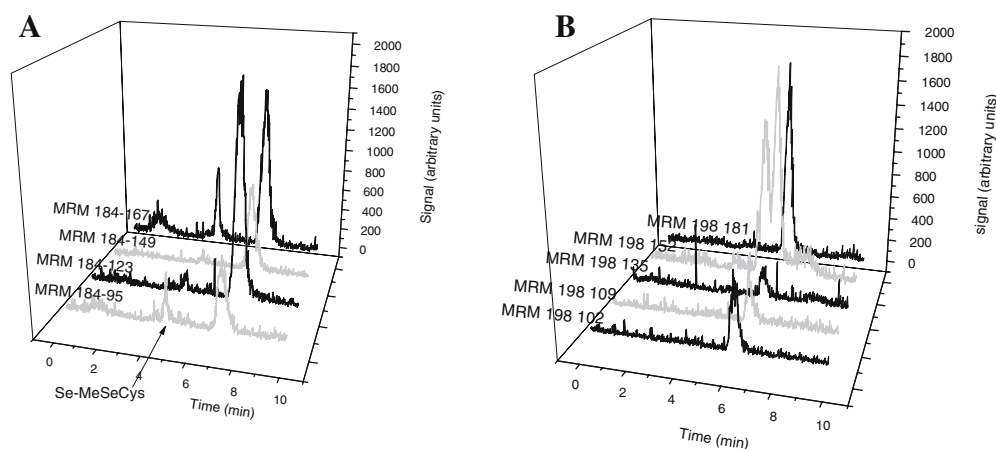 A
2000
1800
1600
1400
1200
1000
800
600
400
200
0
Signal (arbitrary units)
MRM 184-167
MRM 184-149
MRM 184-123
MRM 184-95
0
2
4
6
8
10
Se-MeSeCys
Time (min)
B
2000
1800
1600
1400
1200
1000
800
600
400
200
0
signal (arbitrary units)
MRM 198 181
MRM 198 152
MRM 198 135
MRM 198 109
MRM 198 102
0
2
4
6
8
10
Time (min)